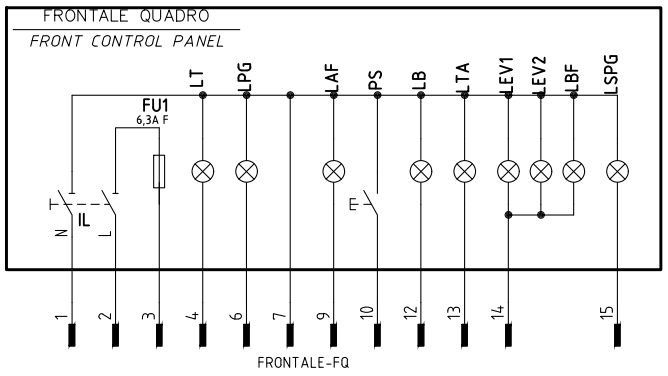 FRONTALE QUADRO
FRONT CONTROL PANEL
LT LPG LAF PS LB LTA LEV1 LEV2 LBF LSPG
FU1
6,3A F
IL
N L
1 2 3 4 6 7 9 10 12 13 14 15
FRONTALE-FQ